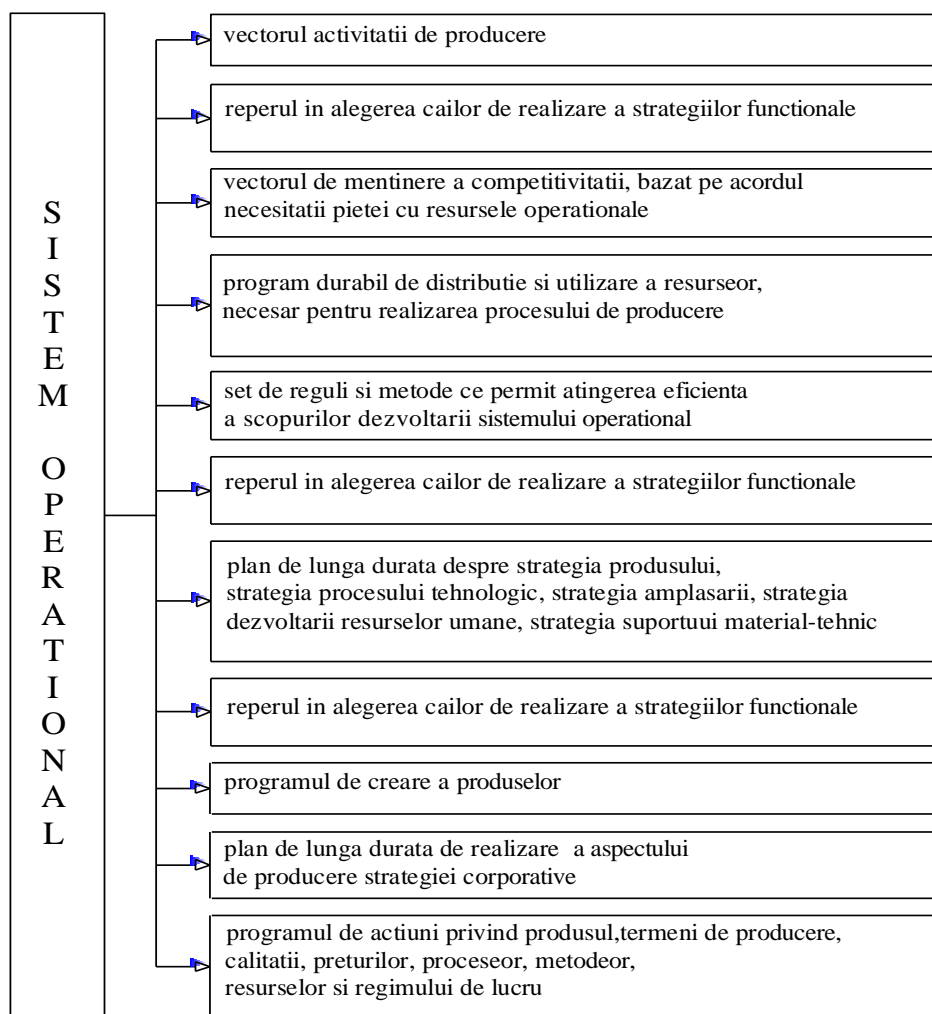 SISTEM OPERATIONAL
vectorul activitatii de producere
reperul in alegerea cailor de realizare a strategiilor functionale
vectorul de mentinere a competitivitatii, bazat pe acordul
necesitatii pietei cu resursele operationale
program durabil de distributie si utilizare a resurseor,
necesar pentru realizarea procesului de producere
set de reguli si metode ce permit atingerea eficienta
a scopurilor dezvoltarii sistemului operational
reperul in alegerea cailor de realizare a strategiilor functionale
plan de lunga durata despre strategia produsului,
strategia procesului tehnologic, strategia amplasarii, strategia
dezvoltarii resurselor umane, strategia suportuui material-tehnic
reperul in alegerea cailor de realizare a strategiilor functionale
programul de creare a produselor
plan de lunga durata de realizare a aspectului
de producere strategiei corporative
programul de actiuni privind produsul,termeni de producere,
calitatii, preturilor, proceseor, metodeor,
resurselor si regimului de lucru